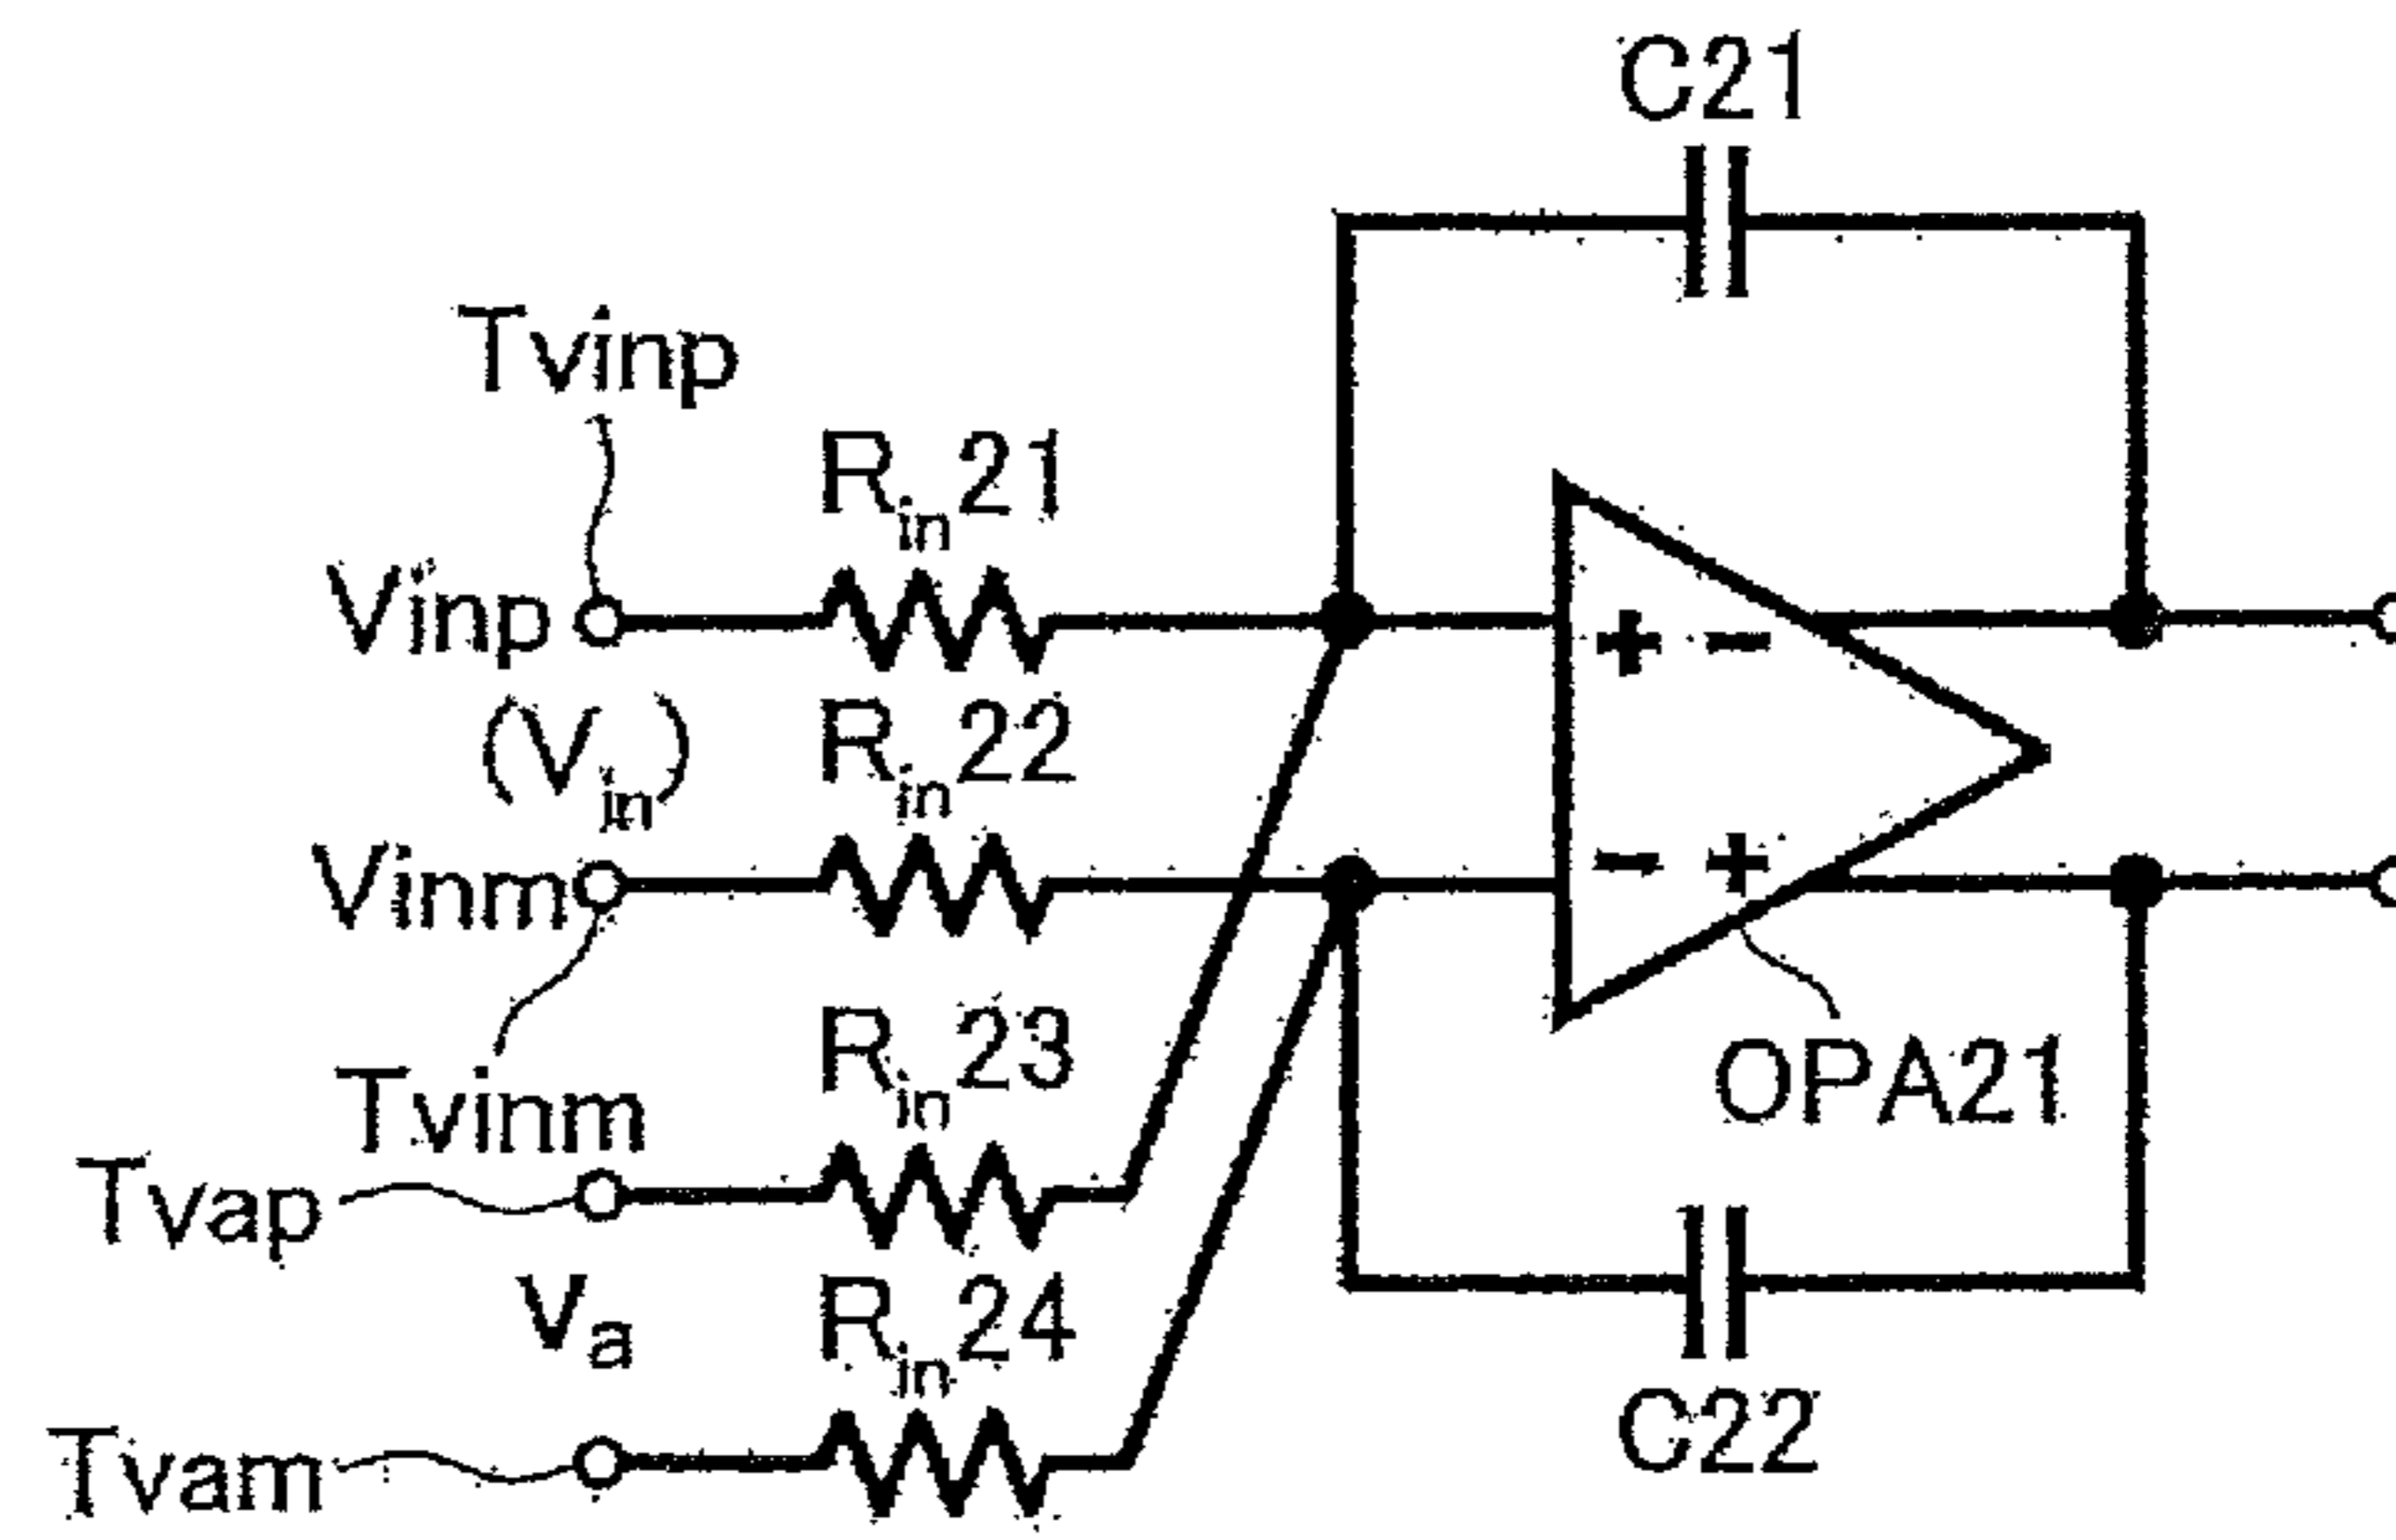 C21
Tvinp
Rin21
Vinp
+ −
(Vin)
Rin22
Vinm
− +
Rin23
OPA21
Tvinm
Tvap
Va
Rin24
C22
Tvam